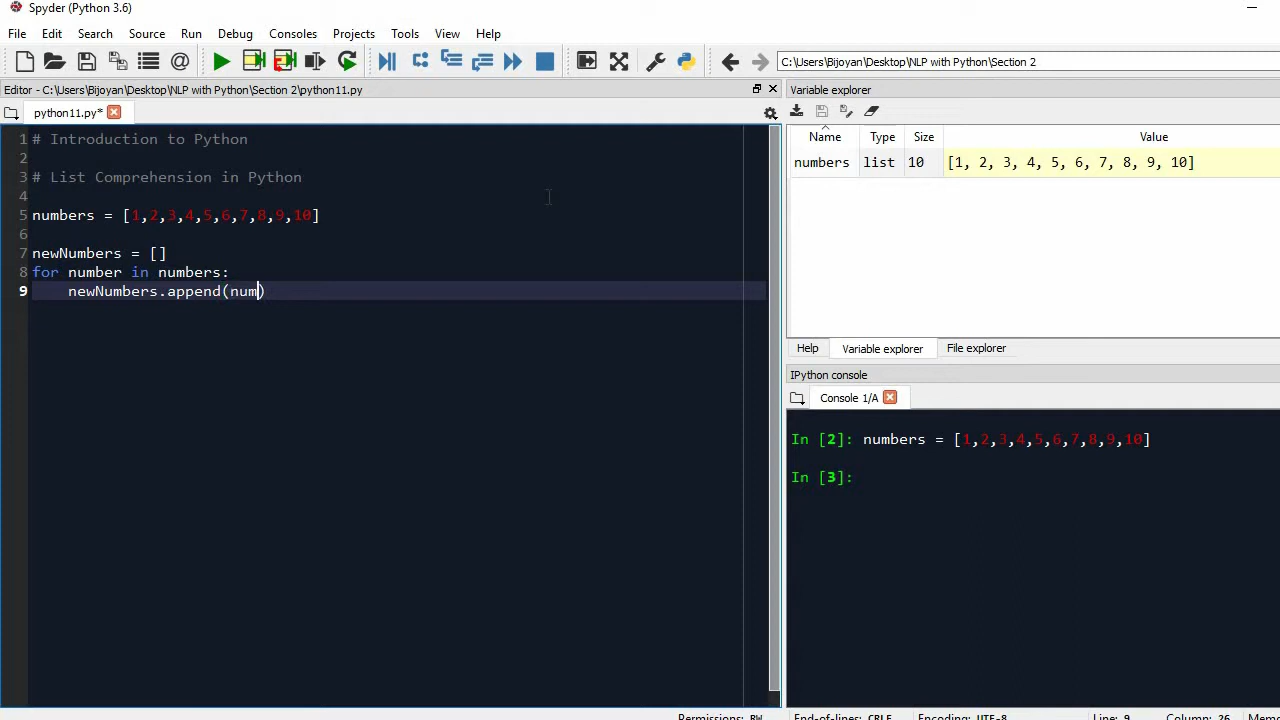 Spyder (Python 3.6)
File Edit Search Source Run Debug Consoles Projects Tools View Help
C:\Users\Bijoyan\Desktop\NLP with Python\Section 2
Editor - C:\Users\Bijoyan\Desktop\NLP with Python\Section 2\python11.py
python11.py*
1 # Introduction to Python
2
3 # List Comprehension in Python
4
5 numbers = [1,2,3,4,5,6,7,8,9,10]
6
7 newNumbers = []
8 for number in numbers:
9 newNumbers.append(num)
Variable explorer
Name Type Size Value
numbers list 10 [1, 2, 3, 4, 5, 6, 7, 8, 9, 10]
Help Variable explorer File explorer
IPython console
Console 1/A
In [2]: numbers = [1,2,3,4,5,6,7,8,9,10]
In [3]:
Permissions: RW End-of-lines: CRLF Encoding: UTF-8 Line: 9 Column: 26